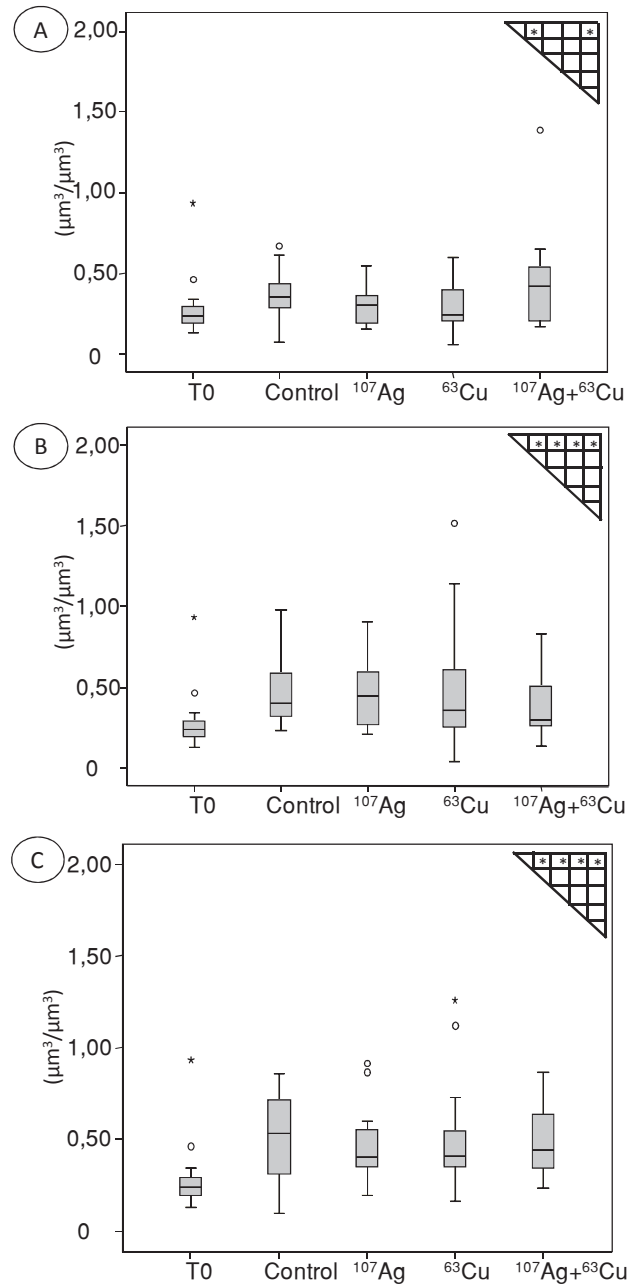 A
2,00
* *
1,50
(µm³/µm³)
1,00
0,50
0
T0 Control ¹⁰⁷Ag ⁶³Cu ¹⁰⁷Ag+⁶³Cu
B
2,00
* * * *
1,50
(µm³/µm³)
1,00
0,50
0
T0 Control ¹⁰⁷Ag ⁶³Cu ¹⁰⁷Ag+⁶³Cu
C
2,00
* * * *
1,50
(µm³/µm³)
1,00
0,50
0
T0 Control ¹⁰⁷Ag ⁶³Cu ¹⁰⁷Ag+⁶³Cu